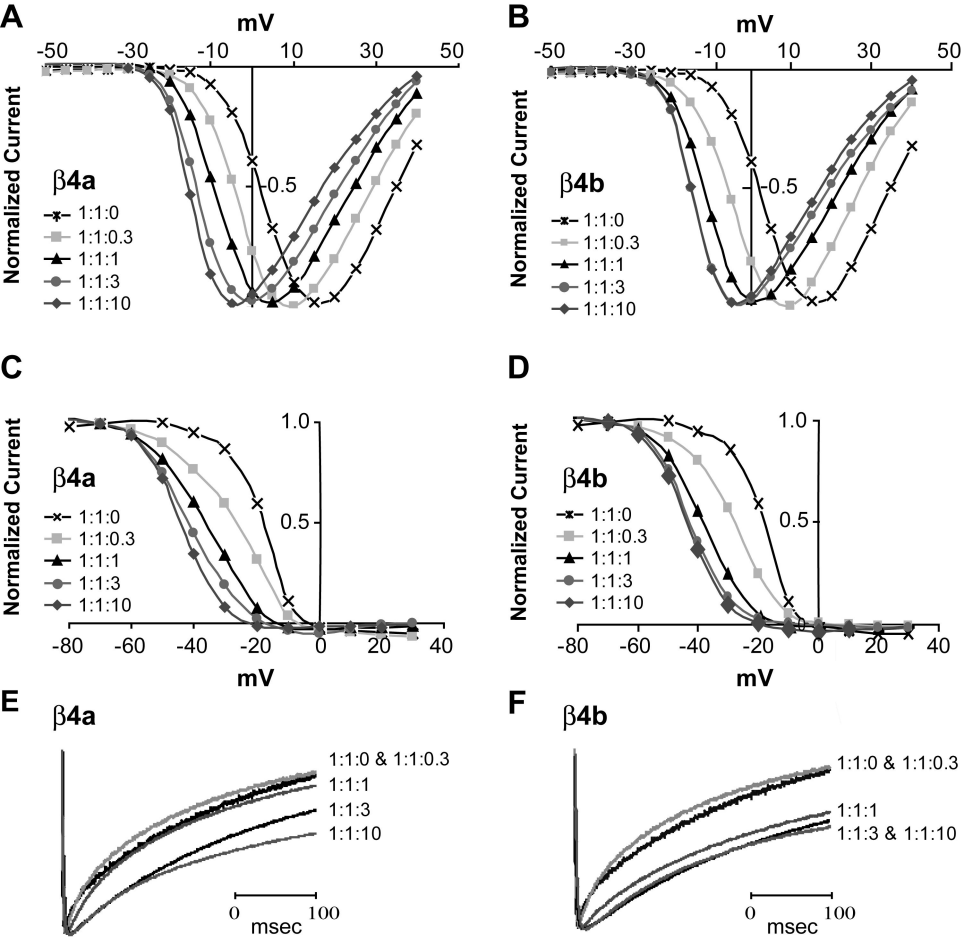 A
mV
-50 -30 -10 10 30 50
Normalized Current
-0.5
β4a
1:1:0
1:1:0.3
1:1:1
1:1:3
1:1:10
B
mV
-50 -30 -10 10 30 50
Normalized Current
-0.5
β4b
1:1:0
1:1:0.3
1:1:1
1:1:3
1:1:10
C
Normalized Current
1.0
0.5
β4a
1:1:0
1:1:0.3
1:1:1
1:1:3
1:1:10
-80 -60 -40 -20 0 20 40
mV
D
Normalized Current
1.0
0.5
β4b
1:1:0
1:1:0.3
1:1:1
1:1:3
1:1:10
-80 -60 -40 -20 0 20 40
mV
E
β4a
1:1:0 & 1:1:0.3
1:1:1
1:1:3
1:1:10
0 100
msec
F
β4b
1:1:0 & 1:1:0.3
1:1:1
1:1:3 & 1:1:10
0 100
msec